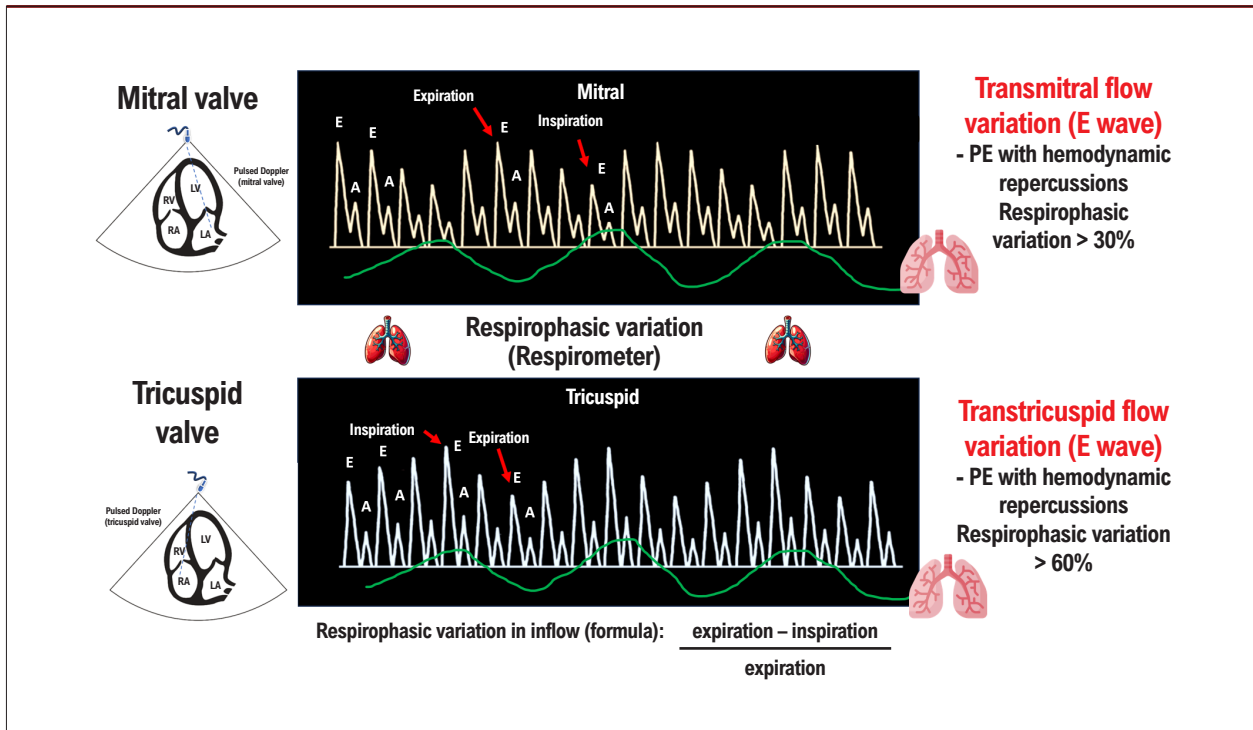 Mitral valve
Pulsed Doppler
(mitral valve)
LV
RV
RA
LA
Mitral
Expiration
Inspiration
E
E
E
E
A
A
A
A
Transmitral flow
variation (E wave)
- PE with hemodynamic
repercussions
Respirophasic
variation > 30%
Respirophasic variation
(Respirometer)
Tricuspid
valve
Pulsed Doppler
(tricuspid valve)
LV
RV
RA
LA
Tricuspid
Inspiration
Expiration
E
E
E
E
A
A
A
A
Transtricuspid flow
variation (E wave)
- PE with hemodynamic
repercussions
Respirophasic variation
> 60%
Respirophasic variation in inflow (formula):
expiration – inspiration
expiration